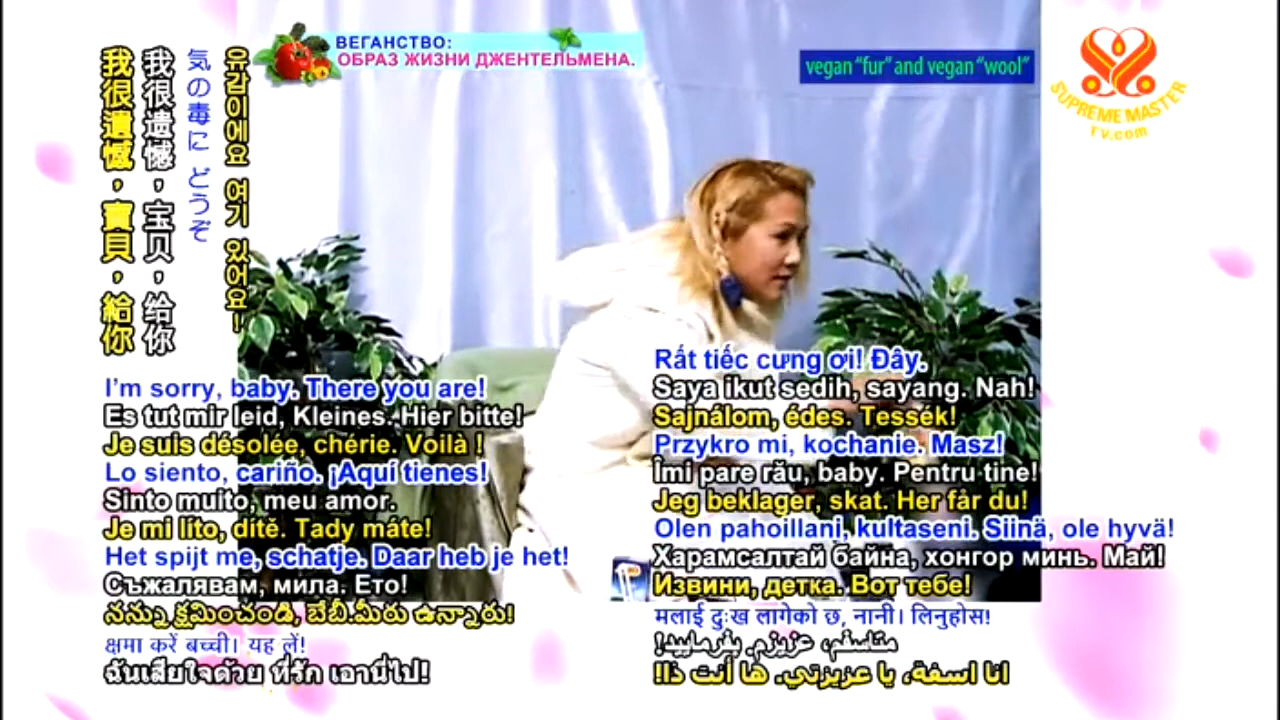 ВЕГАНСТВО:
ОБРАЗ ЖИЗНИ ДЖЕНТЕЛЬМЕНА.
vegan “fur” and vegan “wool”
SUPREME MASTER
TV.com
我很遺憾，寶貝，給你
我很遗憾，宝贝，给你
気の毒に どうぞ
유감이에요 여기 있어요!
I'm sorry, baby. There you are!
Es tut mir leid, Kleines. Hier bitte!
Je suis désolée, chérie. Voilà !
Lo siento, cariño. ¡Aquí tienes!
Sinto muito, meu amor.
Je mi líto, dítě. Tady máte!
Het spijt me, schatje. Daar heb je het!
Съжалявам, мила. Ето!
నన్ను క్షమించండి, బేబీ.మీరు ఉన్నారు!
क्षमा करें बच्ची। यह लें!
ฉันเสียใจด้วย ที่รัก เอานี่ไป!
Rất tiếc cưng ơi! Đây.
Saya ikut sedih, sayang. Nah!
Sajnálom, édes. Tessék!
Przykro mi, kochanie. Masz!
Îmi pare rău, baby. Pentru tine!
Jeg beklager, skat. Her får du!
Olen pahoillani, kultaseni. Siinä, ole hyvä!
Харамсалтай байна, хонгор минь. Май!
Извини, детка. Вот тебе!
मलाई दुःख लागेको छ, नानी। लिनुहोस!
متاسفم، عزیزم. بفرمایید!
انا اسفة، يا عزيزتي. ها أنت ذا!